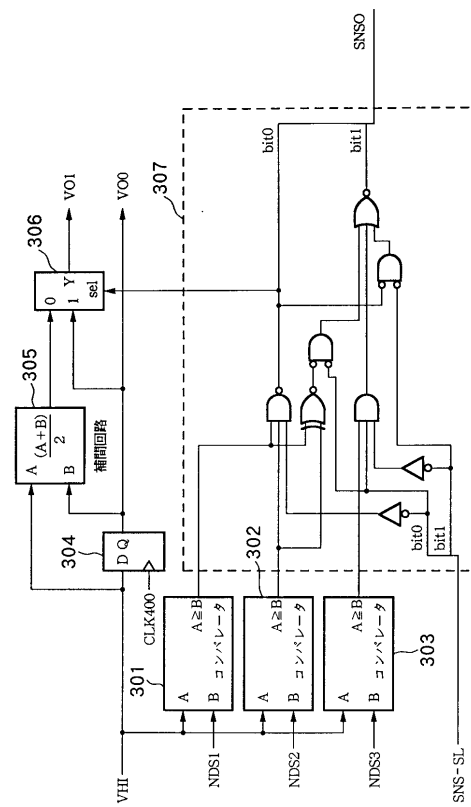 VHI
304
D Q
CLK400
305
A
B
(A+B)
2
補間回路
306
0
1 Y
sel
VO1
VO0
301
A
B
A≧B
コンパレータ
NDS1
302
A
B
A≧B
コンパレータ
NDS2
303
A
B
A≧B
コンパレータ
NDS3
SNS-SL
bit0
bit1
307
bit0
bit1
SNSO